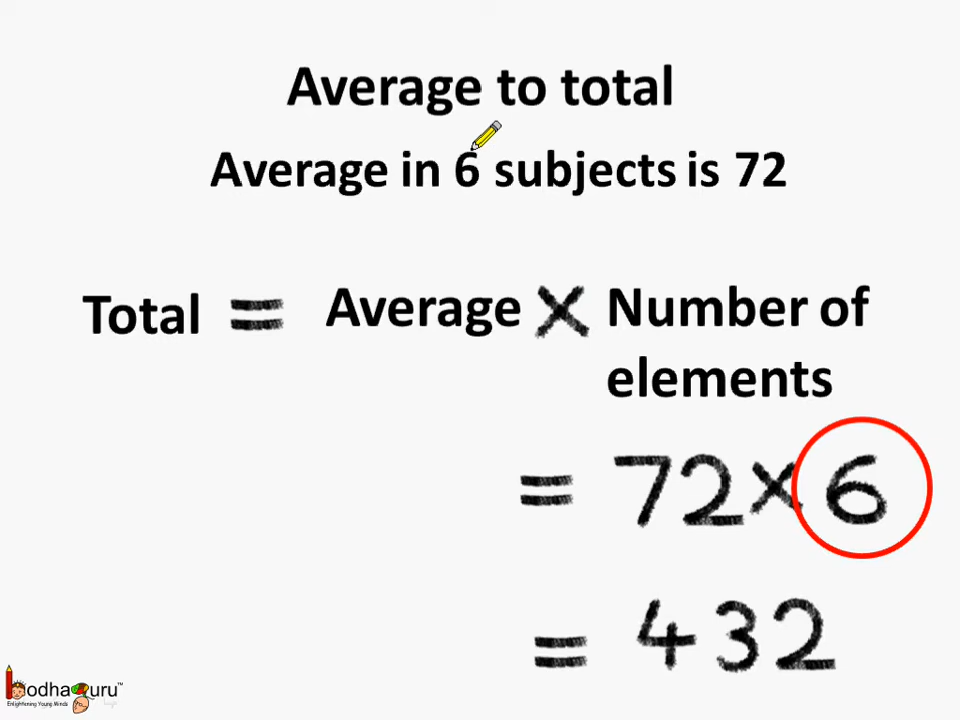 Average to total
Average in 6 subjects is 72
Total = Average × Number of
elements
= 72×6
= 432
bodhaguru™
Enlightening Young Minds